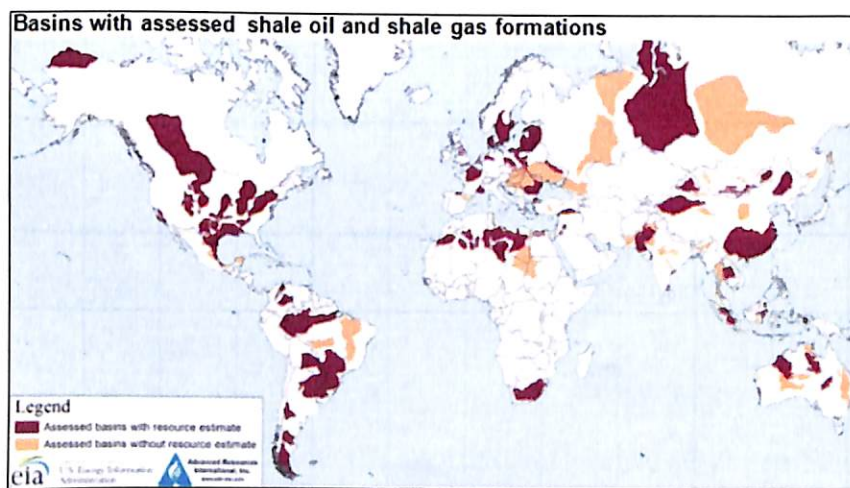 Basins with assessed shale oil and shale gas formations
Legend
Assessed basins with resource estimate
Assessed basins without resource estimate
eia
U.S. Energy Information
Administration
Advanced Resources
International, Inc.